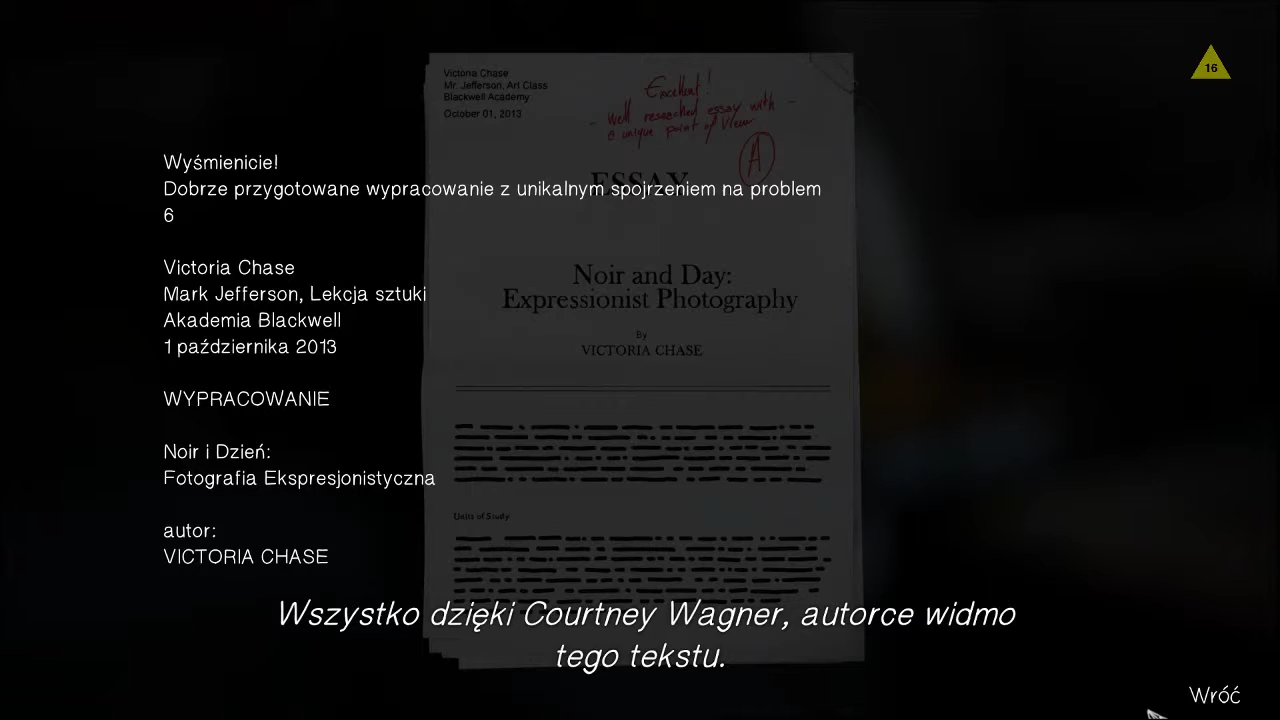 Victoria Chase
Mr. Jefferson, Art Class
Blackwell Academy
October 01, 2013
Excellent!
- Well researched essay with -
a unique point of view
A
16
ESSAY
Noir and Day:
Expressionist Photography
By
VICTORIA CHASE
Units of Study
Wyśmienicie!
Dobrze przygotowane wypracowanie z unikalnym spojrzeniem na problem
6
Victoria Chase
Mark Jefferson, Lekcja sztuki
Akademia Blackwell
1 października 2013
WYPRACOWANIE
Noir i Dzień:
Fotografia Ekspresjonistyczna
autor:
VICTORIA CHASE
Wszystko dzięki Courtney Wagner, autorce widmo
tego tekstu.
Wróć